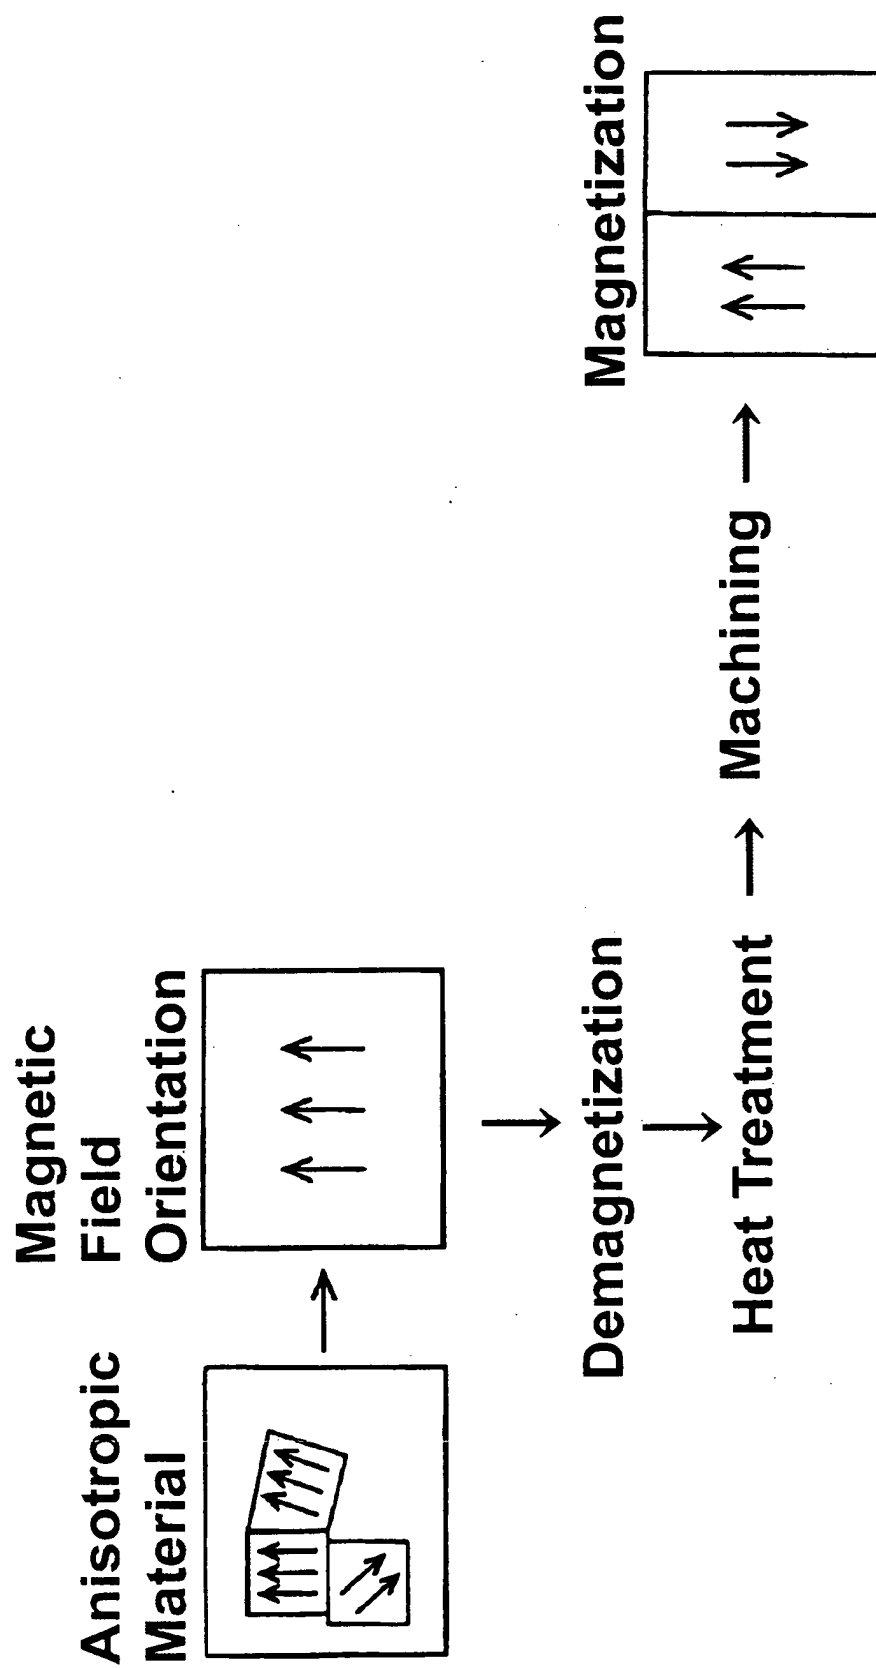 Anisotropic
Material
Magnetic
Field
Orientation
Demagnetization
Heat Treatment
Machining
Magnetization